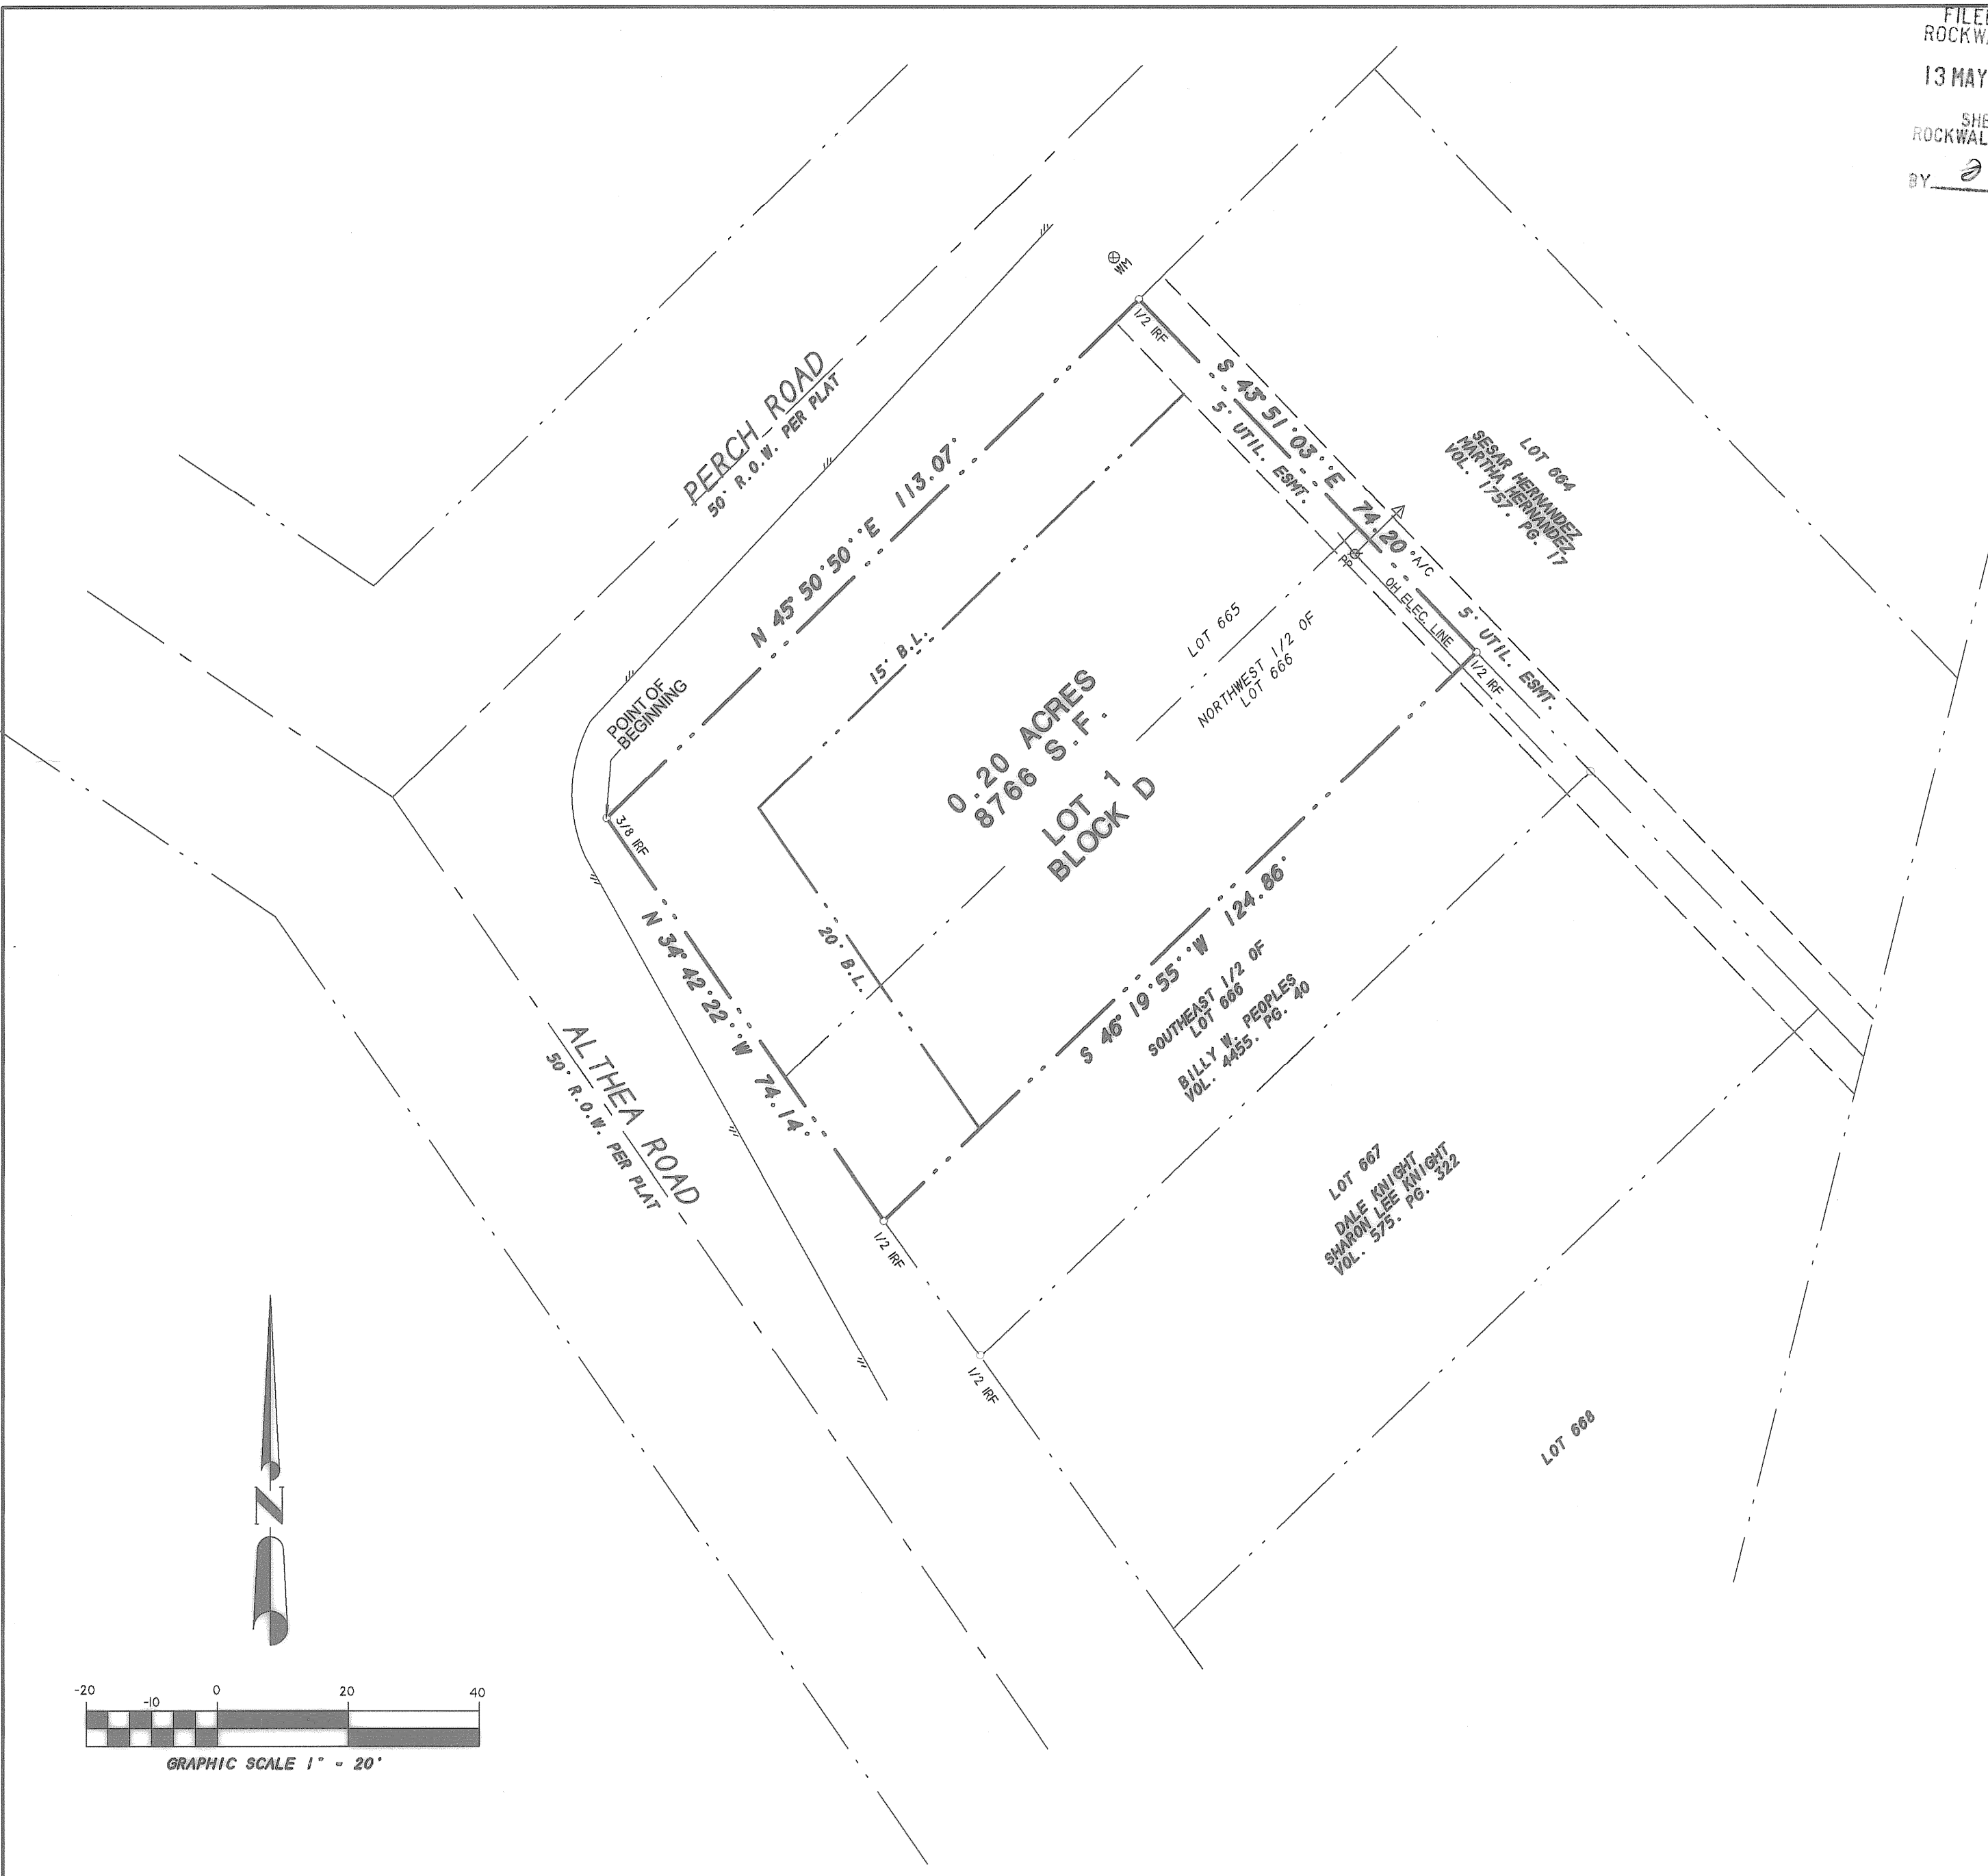 FILE
ROCKWA
13 MAY
SHE
ROCKWAL
BY
WM
1/2 IRF
PERCH ROAD
50' R.O.W. PER PLAT
N 45°50'50"E 113.07'
S 43°51'03"E 74.20'
5' UTIL. ESMT.
A/C
PP
OH ELEC. LINE
5' UTIL. ESMT.
1/2 IRF
LOT 664
SESAR HERNANDEZ
MARTHA HERNANDEZ
VOL. 1757, PG. 17
15' B.L.
LOT 665
NORTHWEST 1/2 OF
LOT 666
POINT OF
BEGINNING
3/8 IRF
0.20 ACRES
8766 S.F.
LOT 1
BLOCK D
N 34°42'22"W 74.14'
20' B.L.
S 46°19'55"W 124.86'
SOUTHEAST 1/2 OF
LOT 666
BILLY W. PEOPLES
VOL. 4455, PG. 40
ALTHEA ROAD
50' R.O.W. PER PLAT
1/2 IRF
LOT 667
DALE KNIGHT
SHARON LEE KNIGHT
VOL. 575, PG. 322
1/2 IRF
LOT 668
N
-20 -10 0 20 40
GRAPHIC SCALE 1" = 20'